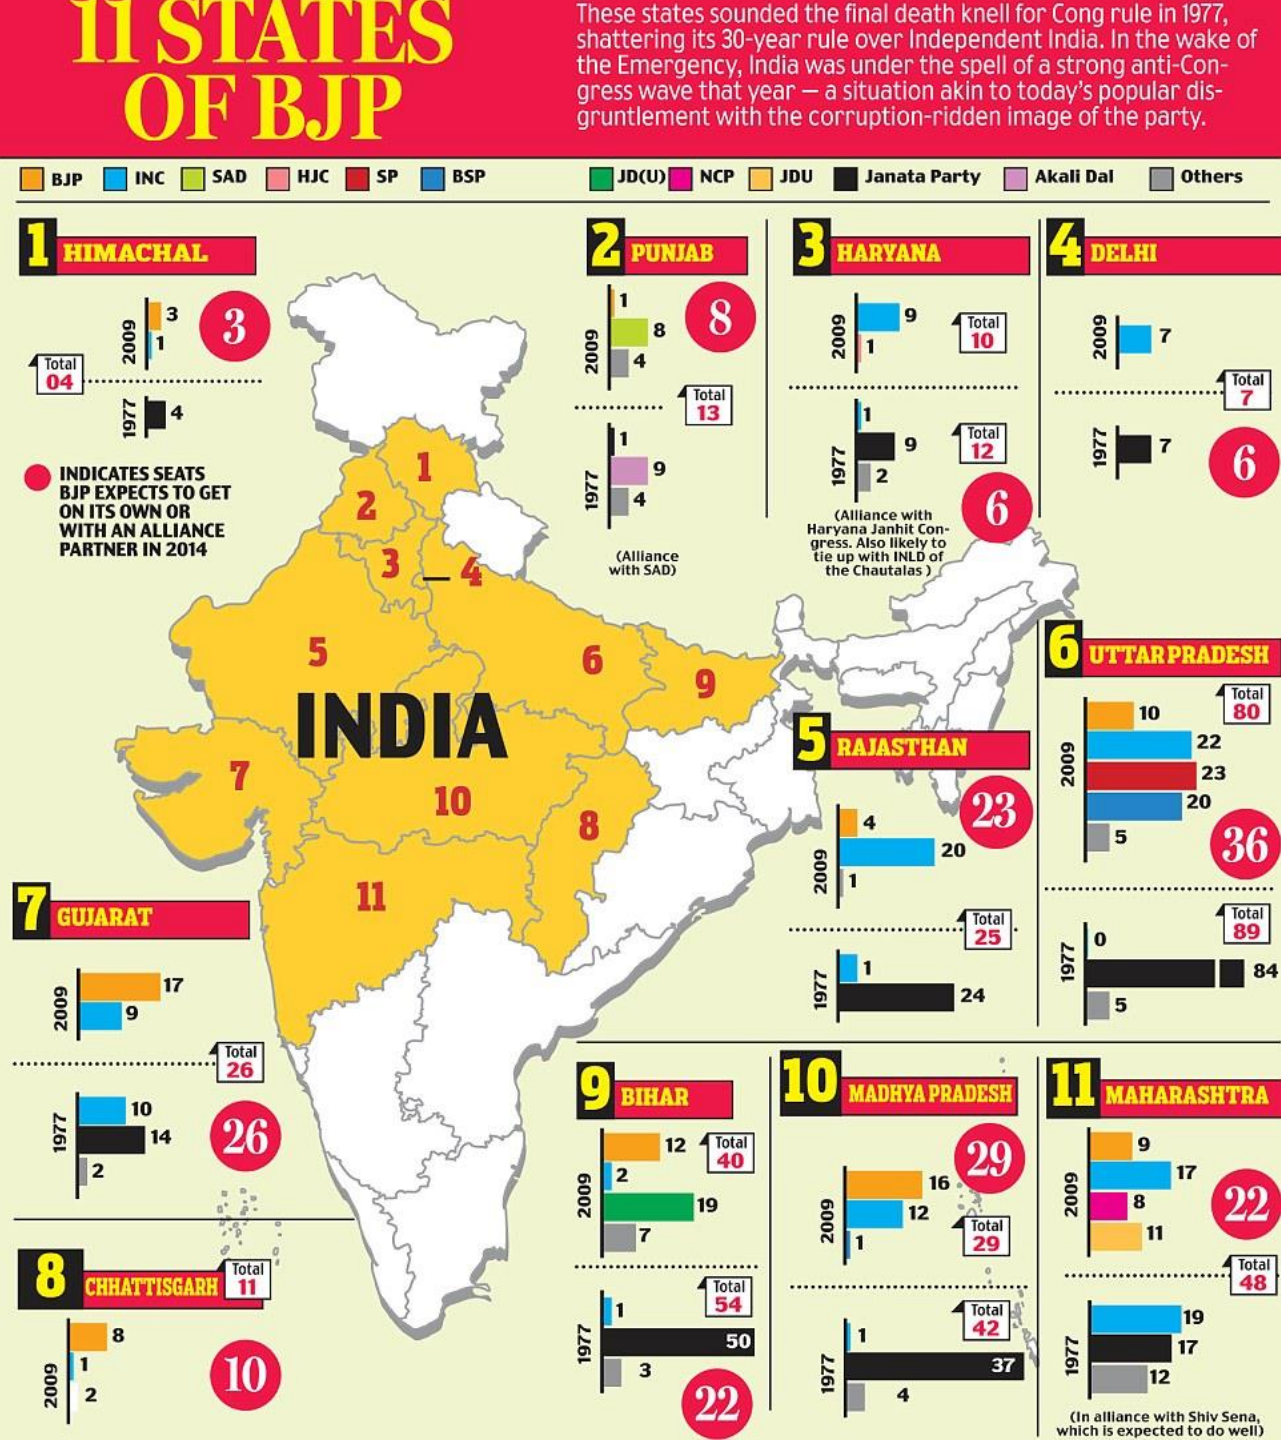 11 STATES
OF BJP
These states sounded the final death knell for Cong rule in 1977,
shattering its 30-year rule over Independent India. In the wake of
the Emergency, India was under the spell of a strong anti-Con-
gress wave that year — a situation akin to today's popular dis-
gruntlement with the corruption-ridden image of the party.
BJP INC SAD HJC SP BSP JD(U) NCP JDU Janata Party Akali Dal Others
1 HIMACHAL
2009
3
1
3
Total
04
1977
4
INDICATES SEATS
BJP EXPECTS TO GET
ON ITS OWN OR
WITH AN ALLIANCE
PARTNER IN 2014
2 PUNJAB
2009
1
8
4
8
Total
13
1977
1
9
4
(Alliance
with SAD)
3 HARYANA
2009
9
1
Total
10
1977
1
9
2
Total
12
6
(Alliance with
Haryana Janhit Con-
gress. Also likely to
tie up with INLD of
the Chautalas )
4 DELHI
2009
7
Total
7
1977
7
6
1
2
3
4
5
6
9
INDIA
7
10
8
11
5 RAJASTHAN
23
2009
4
20
1
Total
25
1977
1
24
6 UTTAR PRADESH
Total
80
2009
10
22
23
20
5
36
Total
89
1977
0
84
5
7 GUJARAT
2009
17
9
Total
26
1977
10
14
2
26
8 CHHATTISGARH
Total
11
2009
8
1
2
10
9 BIHAR
2009
12
2
19
7
Total
40
Total
54
1977
1
50
3
22
10 MADHYA PRADESH
29
2009
16
12
1
Total
29
Total
42
1977
1
37
4
11 MAHARASHTRA
2009
9
17
8
11
22
Total
48
1977
19
17
12
(In alliance with Shiv Sena,
which is expected to do well)